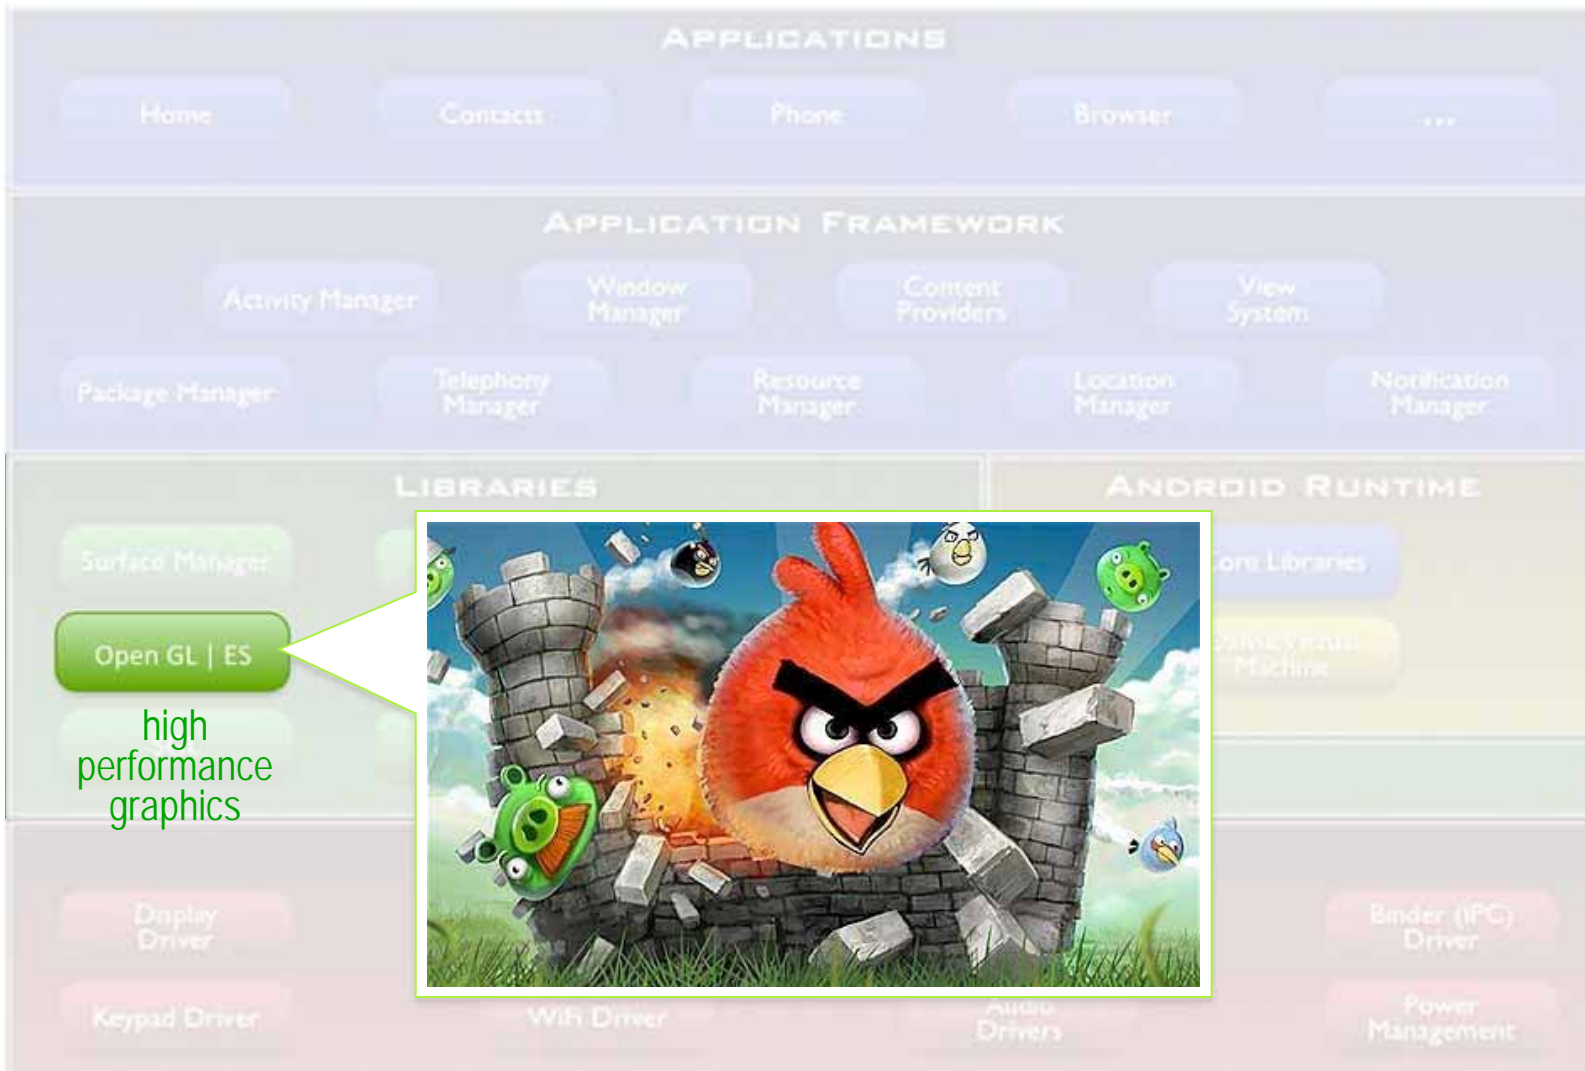 APPLICATIONS
Home
Contacts
Phone
Browser
...
APPLICATION FRAMEWORK
Activity Manager
Window
Manager
Content
Providers
View
System
Package Manager
Telephony
Manager
Resource
Manager
Location
Manager
Notification
Manager
LIBRARIES
ANDROID RUNTIME
Surface Manager
Core Libraries
Open GL | ES
Machine
high
performance
graphics
Display
Driver
Binder (IPC)
Driver
Keypad Driver
WiFi Driver
Audio
Drivers
Power
Management